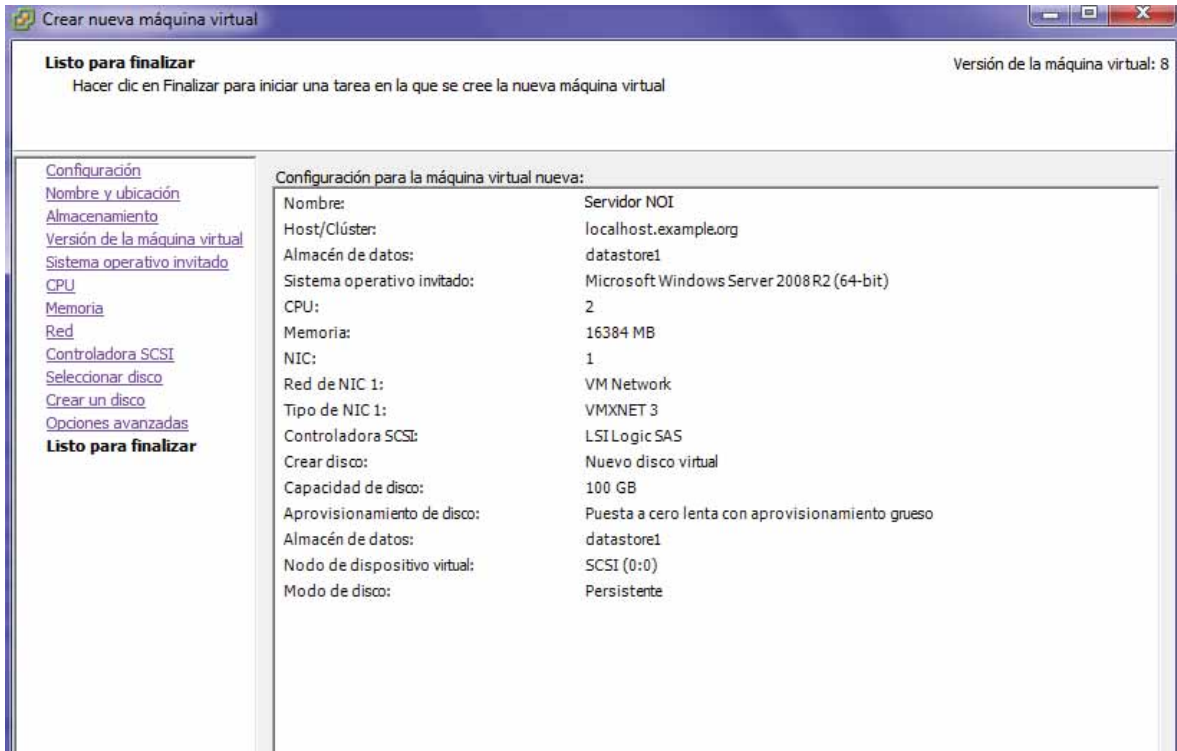 Crear nueva máquina virtual
Listo para finalizar
Versión de la máquina virtual: 8
Hacer clic en Finalizar para iniciar una tarea en la que se cree la nueva máquina virtual
Configuración
Nombre y ubicación
Almacenamiento
Versión de la máquina virtual
Sistema operativo invitado
CPU
Memoria
Red
Controladora SCSI
Seleccionar disco
Crear un disco
Opciones avanzadas
Listo para finalizar
Configuración para la máquina virtual nueva:
Nombre: Servidor NOI
Host/Clúster: localhost.example.org
Almacén de datos: datastore1
Sistema operativo invitado: Microsoft Windows Server 2008 R2 (64-bit)
CPU: 2
Memoria: 16384 MB
NIC: 1
Red de NIC 1: VM Network
Tipo de NIC 1: VMXNET 3
Controladora SCSI: LSI Logic SAS
Crear disco: Nuevo disco virtual
Capacidad de disco: 100 GB
Aprovisionamiento de disco: Puesta a cero lenta con aprovisionamiento grueso
Almacén de datos: datastore1
Nodo de dispositivo virtual: SCSI (0:0)
Modo de disco: Persistente